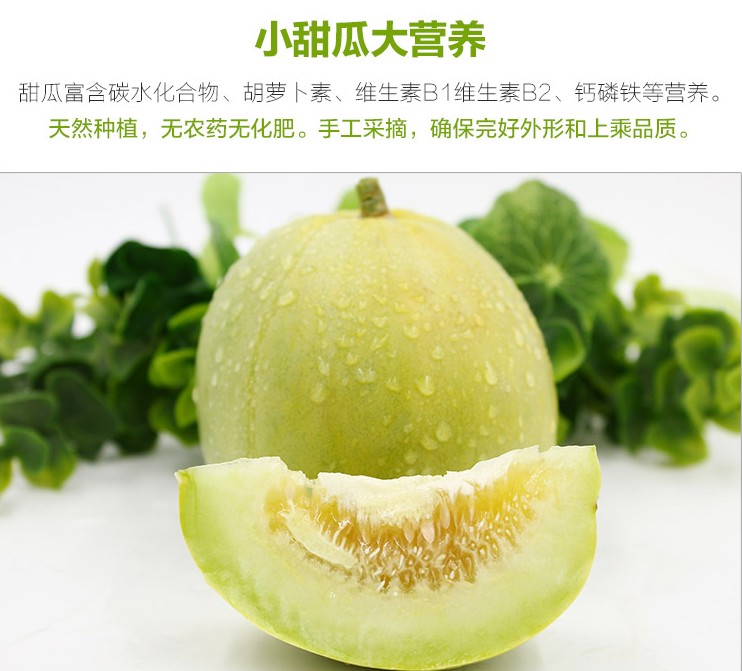 小甜瓜大营养
甜瓜富含碳水化合物、胡萝卜素、维生素B1维生素B2、钙磷铁等营养。
天然种植，无农药无化肥。手工采摘，确保完好外形和上乘品质。